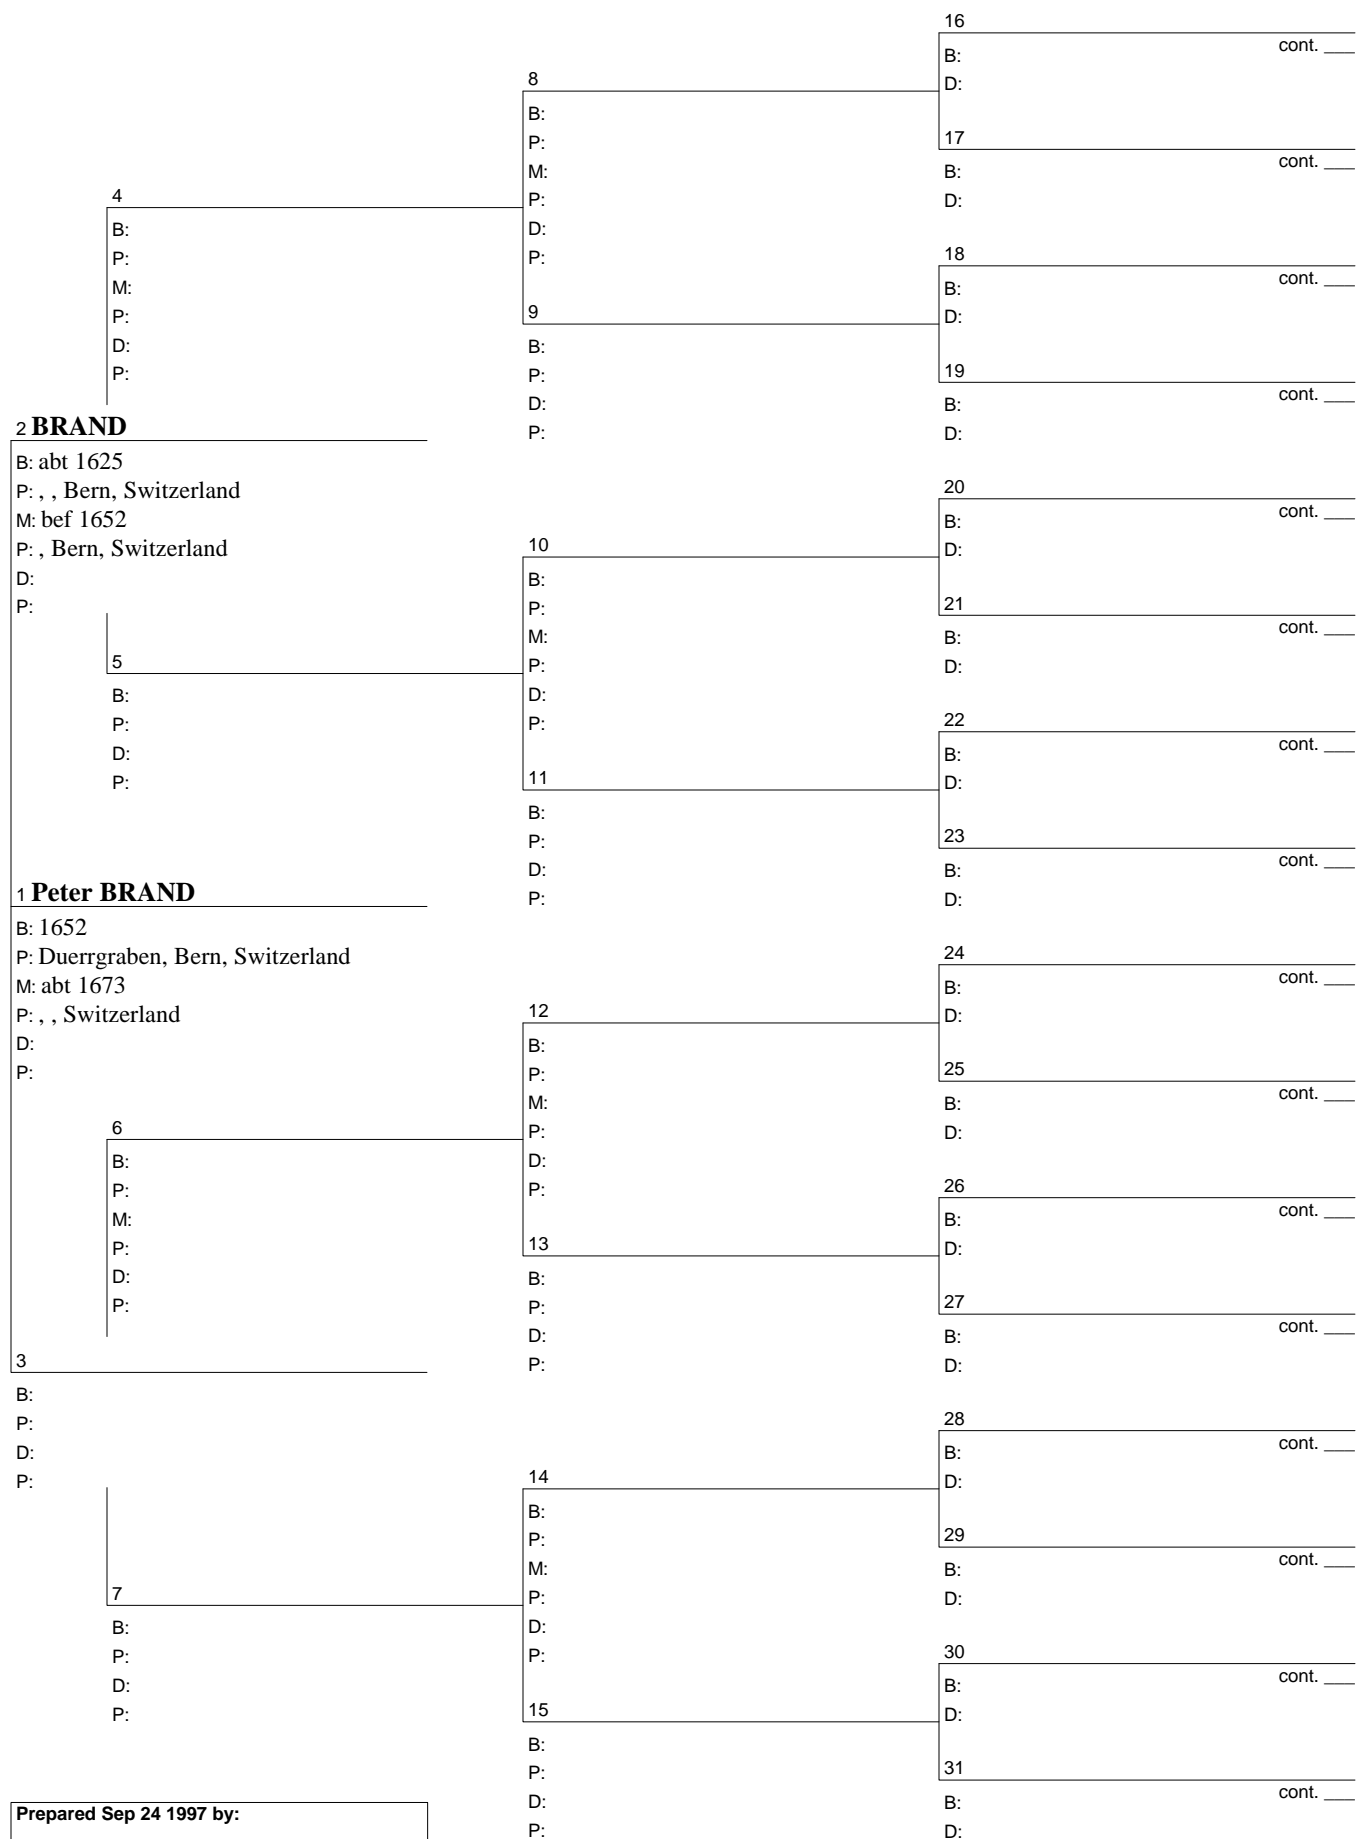 16
cont. ___
B:
D:
8
B:
P:
M:
P:
D:
P:
17
cont. ___
B:
D:
4
B:
P:
M:
P:
D:
P:
18
cont. ___
B:
D:
9
B:
P:
D:
P:
19
cont. ___
B:
D:
2 BRAND
B: abt 1625
P: , , Bern, Switzerland
M: bef 1652
P: , Bern, Switzerland
D:
P:
20
cont. ___
B:
D:
10
B:
P:
M:
P:
D:
P:
21
cont. ___
B:
D:
5
B:
P:
D:
P:
22
cont. ___
B:
D:
11
B:
P:
D:
P:
23
cont. ___
B:
D:
1 Peter BRAND
B: 1652
P: Duerrgraben, Bern, Switzerland
M: abt 1673
P: , , Switzerland
D:
P:
24
cont. ___
B:
D:
12
B:
P:
M:
P:
D:
P:
25
cont. ___
B:
D:
6
B:
P:
M:
P:
D:
P:
26
cont. ___
B:
D:
13
B:
P:
D:
P:
27
cont. ___
B:
D:
3
B:
P:
D:
P:
28
cont. ___
B:
D:
14
B:
P:
M:
P:
D:
P:
29
cont. ___
B:
D:
7
B:
P:
D:
P:
30
cont. ___
B:
D:
15
B:
P:
D:
P:
31
cont. ___
B:
D:
Prepared Sep 24 1997 by: